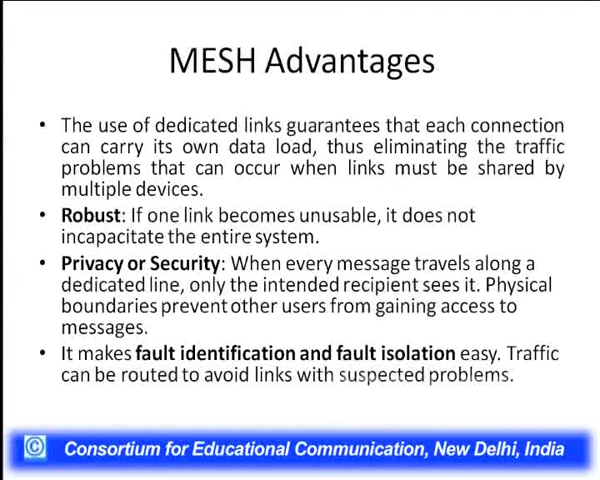 MESH Advantages
• The use of dedicated links guarantees that each connection
can carry its own data load, thus eliminating the traffic
problems that can occur when links must be shared by
multiple devices.
• Robust: If one link becomes unusable, it does not
incapacitate the entire system.
• Privacy or Security: When every message travels along a
dedicated line, only the intended recipient sees it. Physical
boundaries prevent other users from gaining access to
messages.
• It makes fault identification and fault isolation easy. Traffic
can be routed to avoid links with suspected problems.
© Consortium for Educational Communication, New Delhi, India